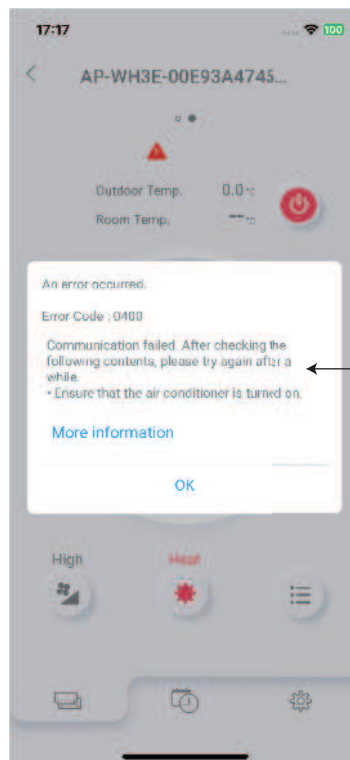 17:17
100
AP-WH3E-00E93A4745...
Outdoor Temp. 0.0°C
Room Temp. --°C
An error occurred.
Error Code : 0400
Communication failed. After checking the
following contents, please try again after a
while.
• Ensure that the air conditioner is turned on.
More information
OK
High
Heat